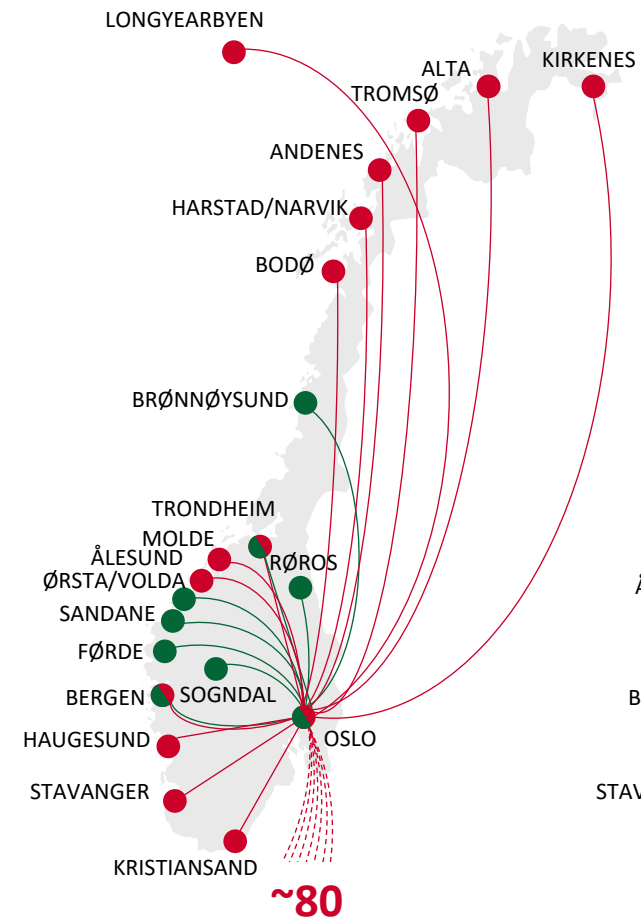 LONGYEARBYEN
KIRKENES
ALTA
TROMSØ
ANDENES
HARSTAD/NARVIK
BODØ
BRØNNØYSUND
TRONDHEIM
MOLDE
ÅLESUND
RØROS
ØRSTA/VOLDA
SANDANE
FØRDE
SOGNDAL
BERGEN
OSLO
HAUGESUND
STAVANGER
KRISTIANSAND
~80
Å
B
STAV